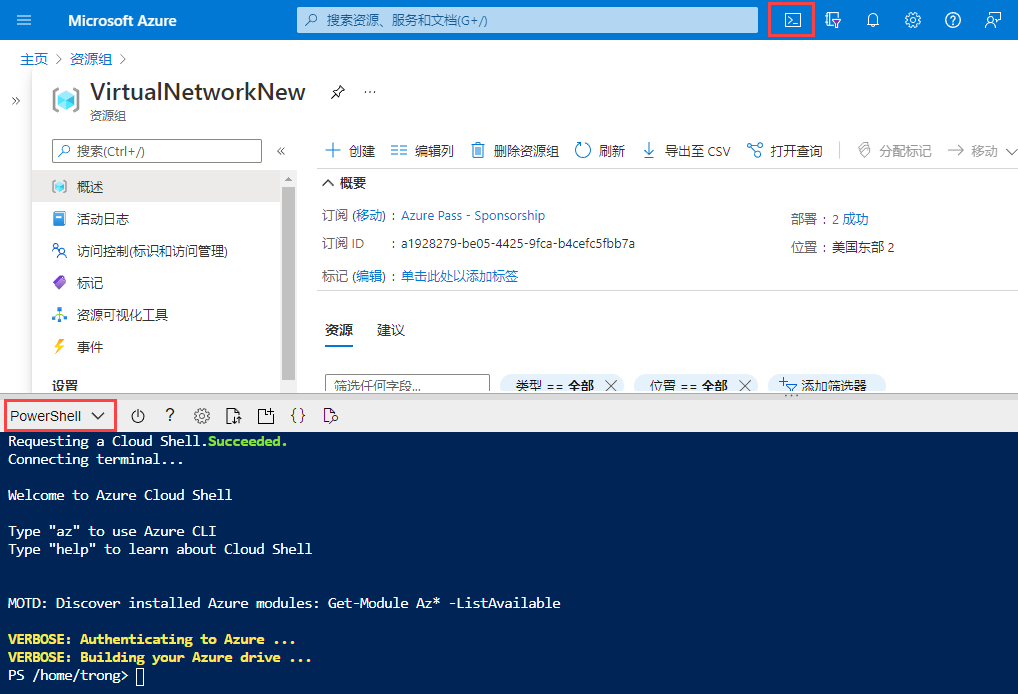 Microsoft Azure
搜索资源、服务和文档(G+/)
主页 > 资源组 >
VirtualNetworkNew
资源组
搜索(Ctrl+/)
创建 编辑列 删除资源组 刷新 导出至 CSV 打开查询 分配标记 移动
概述
活动日志
访问控制(标识和访问管理)
标记
资源可视化工具
事件
设置
概要
订阅 (移动) : Azure Pass - Sponsorship
部署 : 2 成功
订阅 ID : a1928279-be05-4425-9fca-b4cefc5fbb7a
位置 : 美国东部 2
标记 (编辑) : 单击此处以添加标签
资源 建议
筛选任何字段... 类型 == 全部 位置 == 全部 添加筛选器
PowerShell
Requesting a Cloud Shell.Succeeded.
Connecting terminal...
Welcome to Azure Cloud Shell
Type "az" to use Azure CLI
Type "help" to learn about Cloud Shell
MOTD: Discover installed Azure modules: Get-Module Az* -ListAvailable
VERBOSE: Authenticating to Azure ...
VERBOSE: Building your Azure drive ...
PS /home/trong>